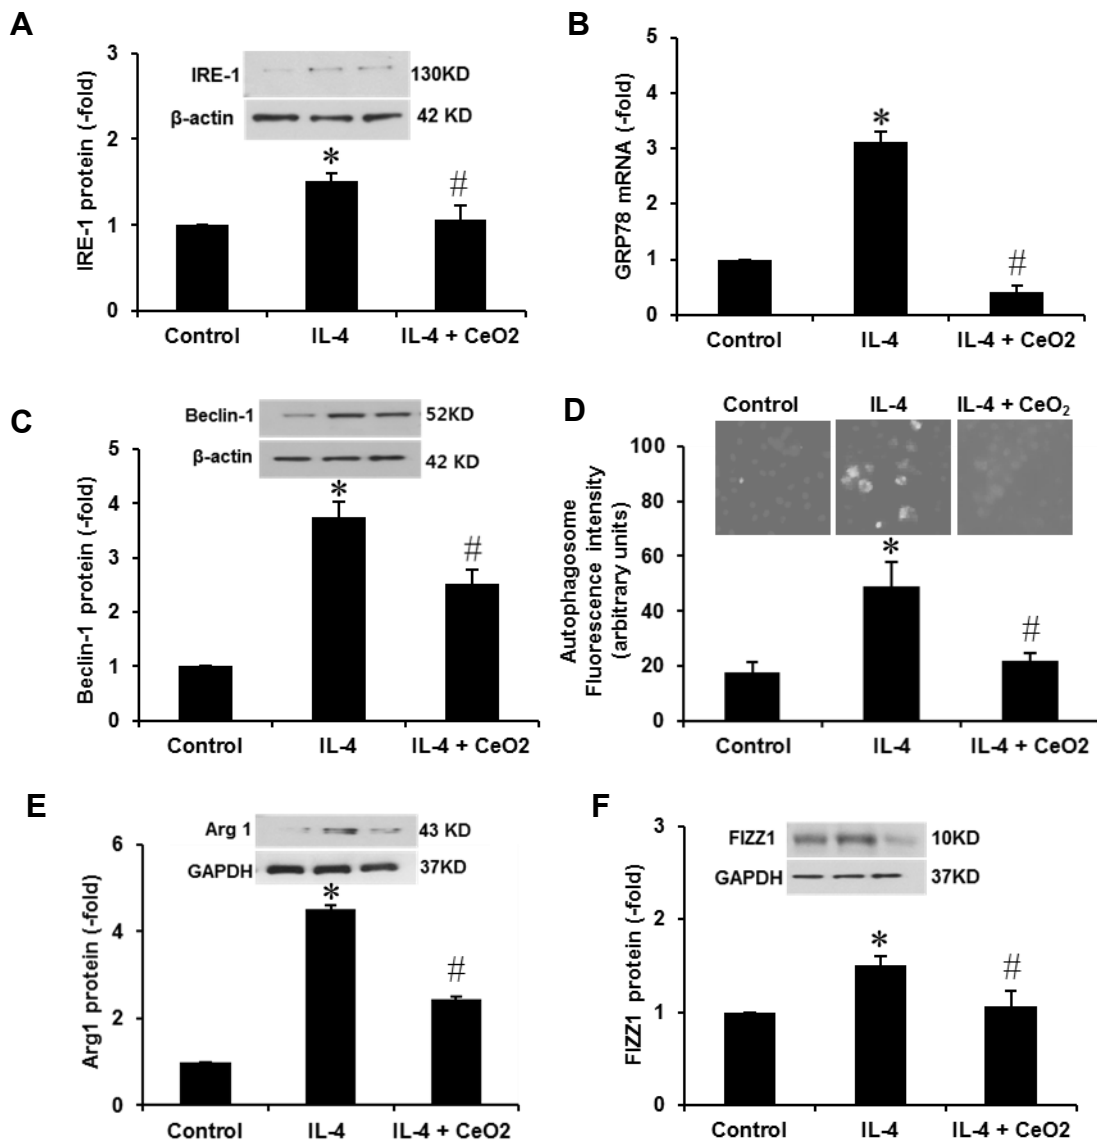 A
IRE-1 protein (-fold)
3
2
1
0
IRE-1
130KD
β-actin
42 KD
*
#
Control
IL-4
IL-4 + CeO2
B
GRP78 mRNA (-fold)
5
4
3
2
1
0
*
#
Control
IL-4
IL-4 + CeO2
C
Beclin-1 protein (-fold)
5
4
3
2
1
0
Beclin-1
52KD
β-actin
42 KD
*
#
Control
IL-4
IL-4 + CeO2
D
Autophagosome
Fluorescence intensity
(arbitrary units)
100
80
60
40
20
0
Control
IL-4
IL-4 + CeO₂
*
#
Control
IL-4
IL-4 + CeO2
E
Arg1 protein (-fold)
6
4
2
0
Arg 1
43 KD
GAPDH
37KD
*
#
Control
IL-4
IL-4 + CeO2
F
FIZZ1 protein (-fold)
3
2
1
0
FIZZ1
10KD
GAPDH
37KD
*
#
Control
IL-4
IL-4 + CeO2